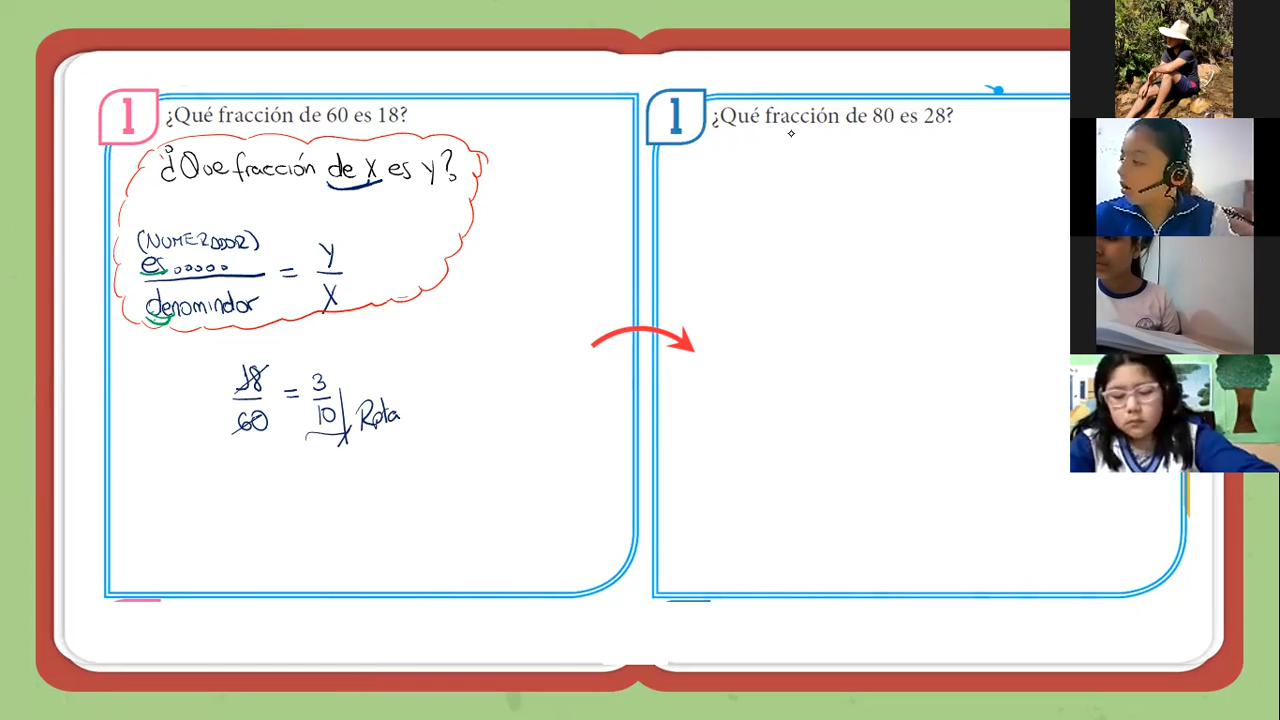 1 ¿Qué fracción de 60 es 18?
¿Que fracción de X es y?
(NUMERADOR)
es ..... = Y
denomindor X
18 = 3
60 10 Rpta
1 ¿Qué fracción de 80 es 28?